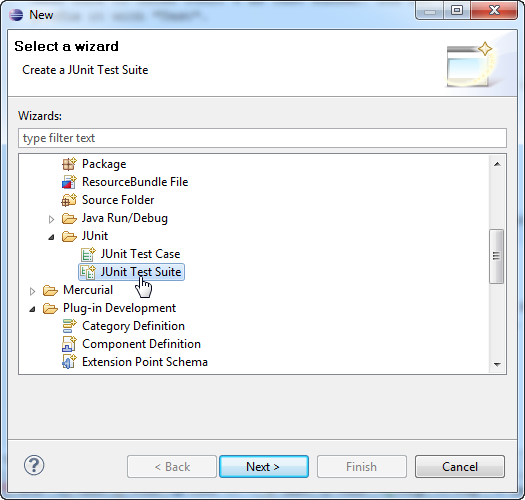 New
Select a wizard
Create a JUnit Test Suite
Wizards:
type filter text
Package
ResourceBundle File
Source Folder
Java Run/Debug
JUnit
JUnit Test Case
JUnit Test Suite
Mercurial
Plug-in Development
Category Definition
Component Definition
Extension Point Schema
< Back
Next >
Finish
Cancel